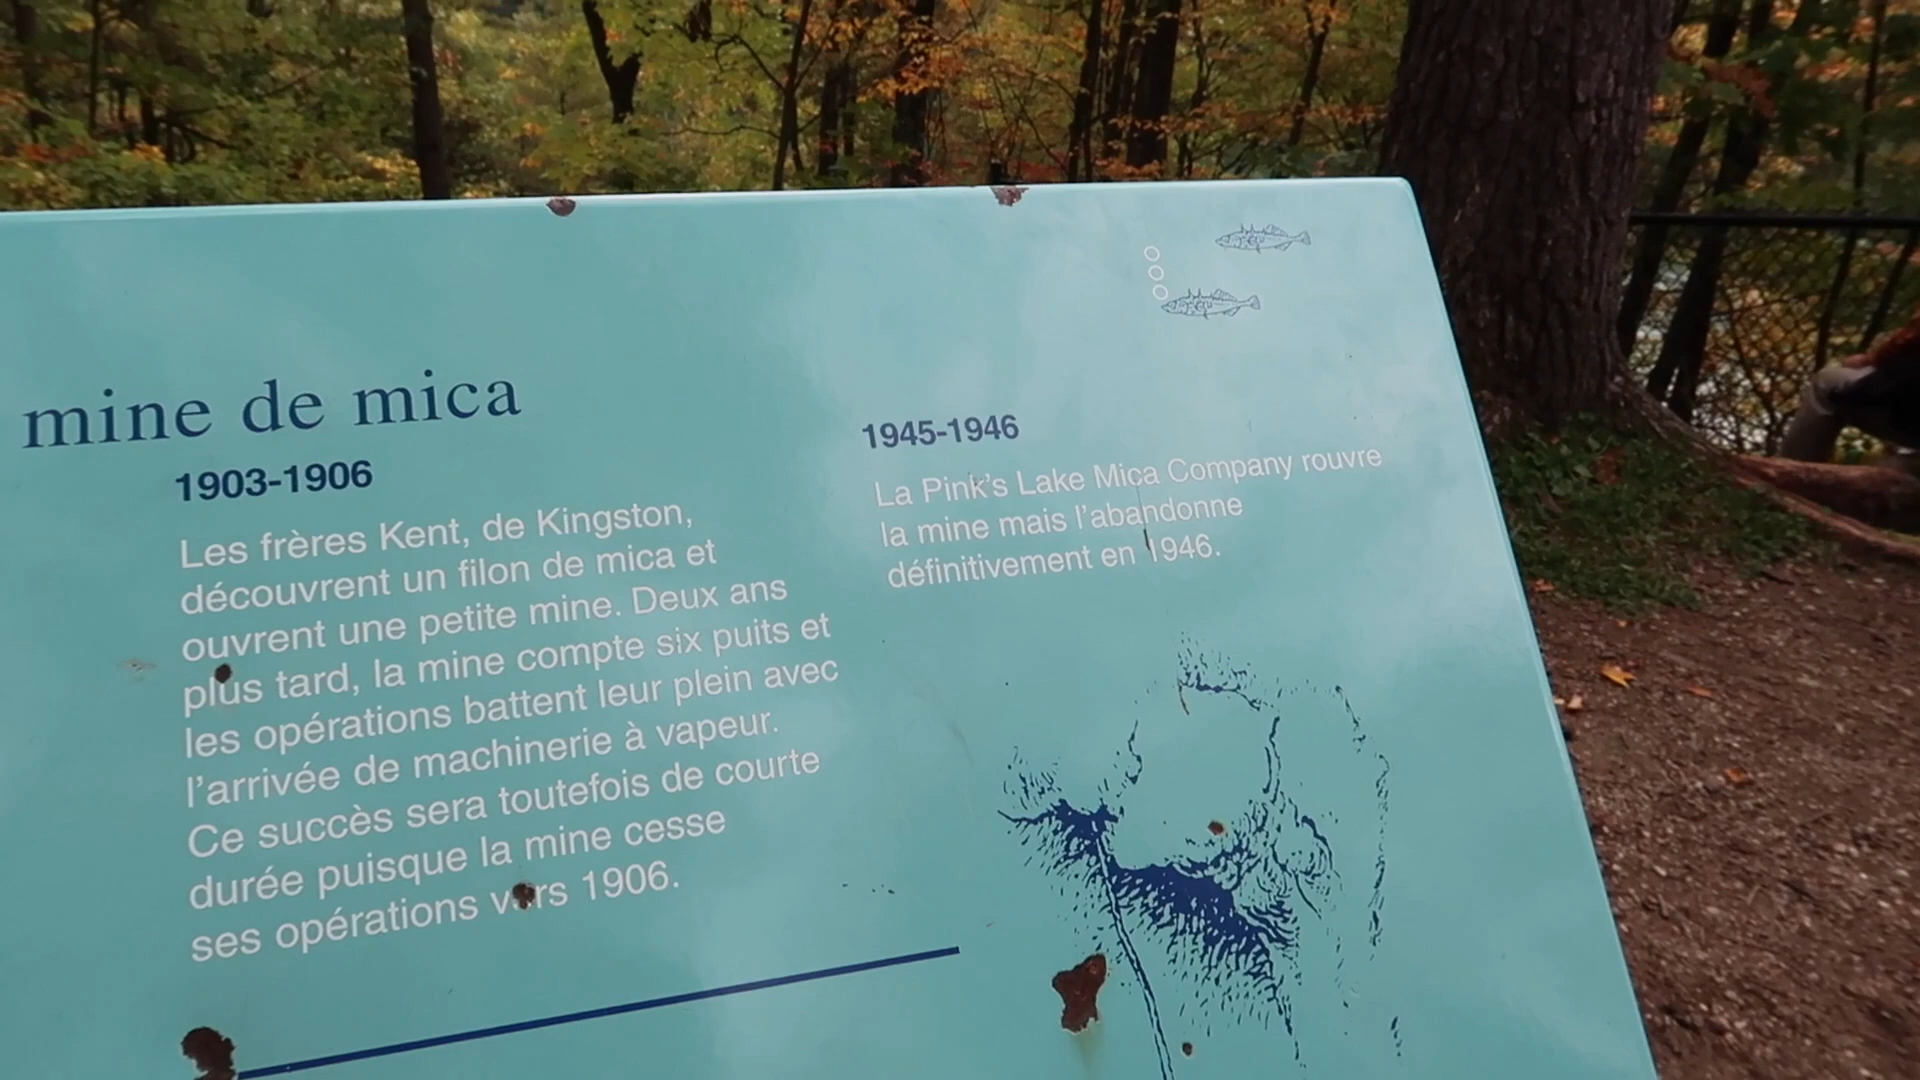 mine de mica
1903-1906
Les frères Kent, de Kingston,
découvrent un filon de mica et
ouvrent une petite mine. Deux ans
plus tard, la mine compte six puits et
les opérations battent leur plein avec
l'arrivée de machinerie à vapeur.
Ce succès sera toutefois de courte
durée puisque la mine cesse
ses opérations vers 1906.
1945-1946
La Pink's Lake Mica Company rouvre
la mine mais l'abandonne
définitivement en 1946.